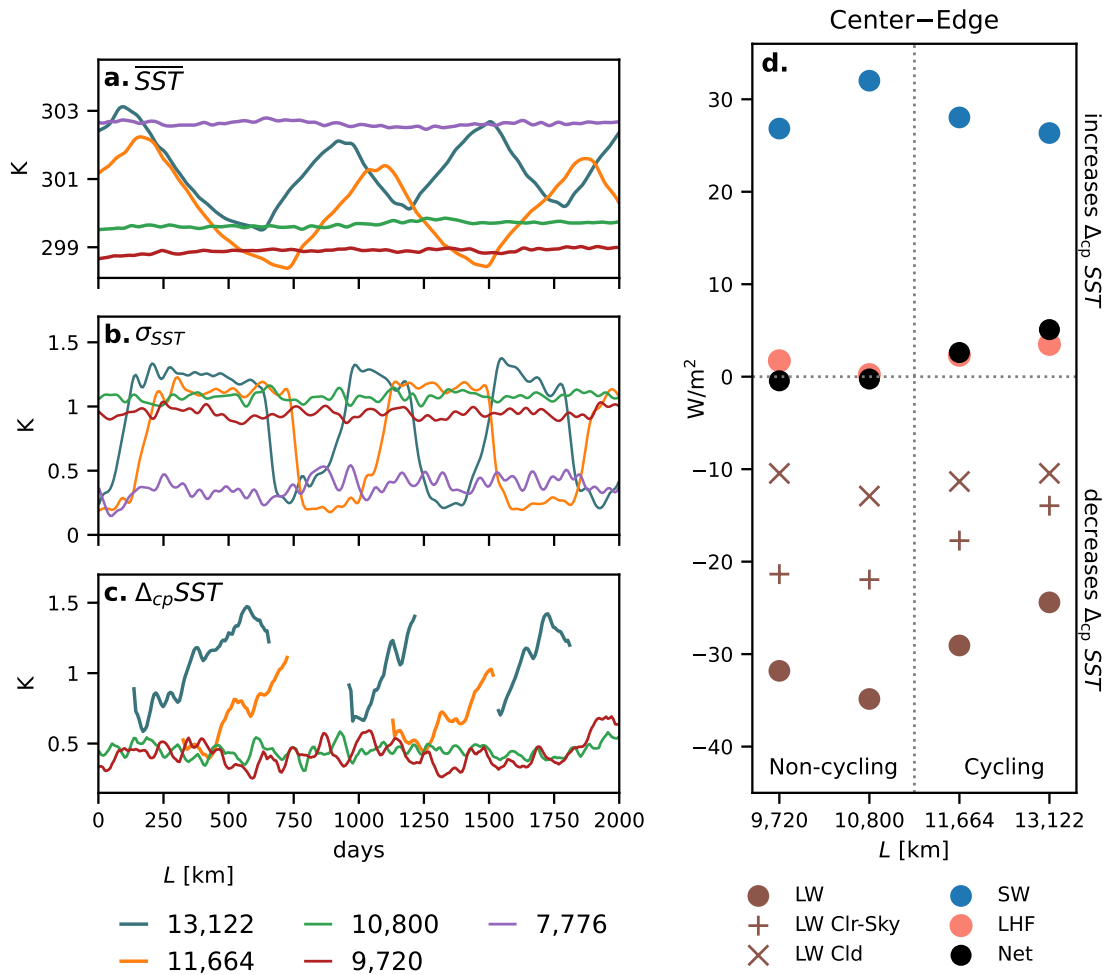 a. SST
303
301
299
K
b. σSST
1.5
1
0.5
0
K
c. ΔcpSST
1.5
1
0.5
K
0 250 500 750 1000 1250 1500 1750 2000
days
L [km]
13,122
10,800
7,776
11,664
9,720
Center−Edge
d.
30
20
10
0
−10
−20
−30
−40
W/m²
increases Δcp SST
decreases Δcp SST
Non-cycling
Cycling
9,720 10,800 11,664 13,122
L [km]
LW
SW
LW Clr-Sky
LHF
LW Cld
Net